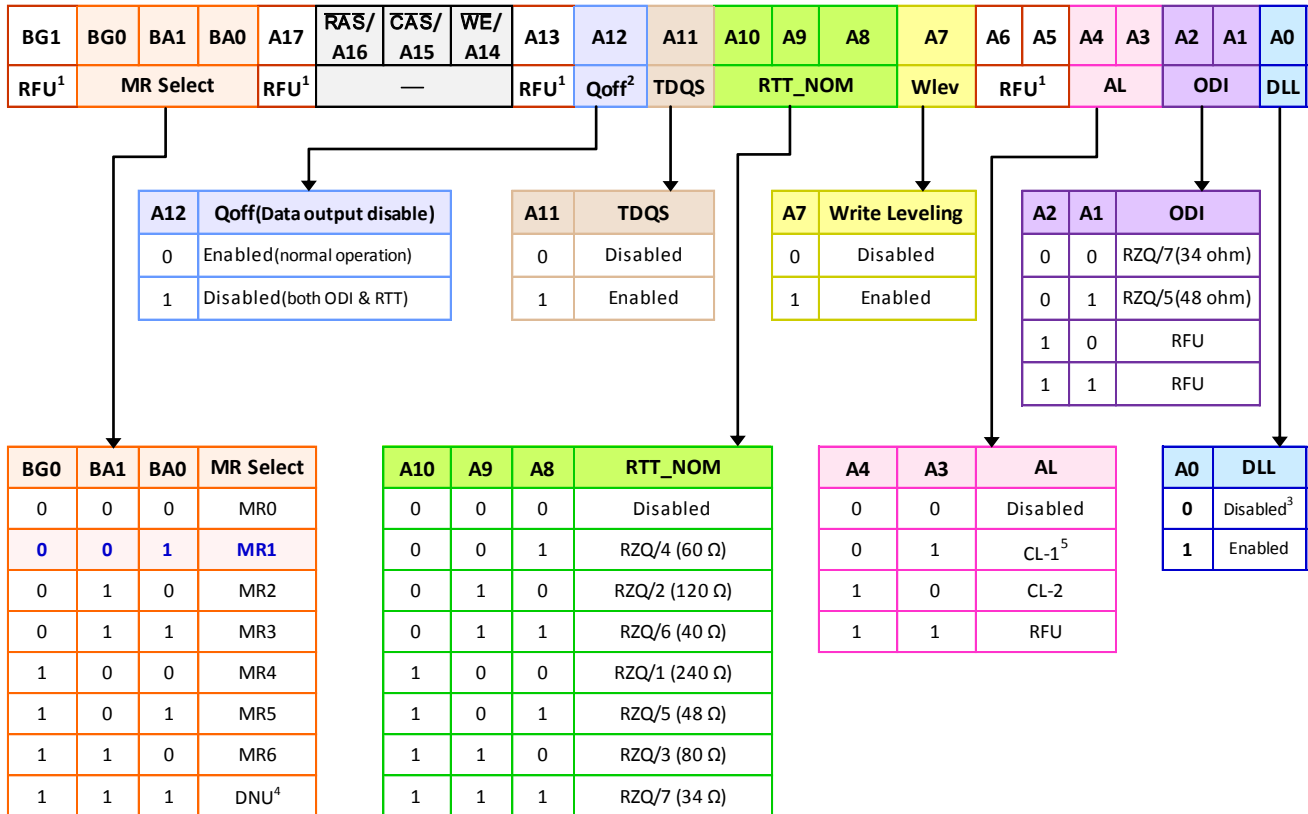 BG1 BG0 BA1 BA0 A17 R̅A̅S̅/ A16 C̅A̅S̅/ A15 W̅E̅/ A14 A13 A12 A11 A10 A9 A8 A7 A6 A5 A4 A3 A2 A1 A0
RFU¹ MR Select RFU¹ — RFU¹ Qoff² TDQS RTT_NOM Wlev RFU¹ AL ODI DLL
A12 Qoff(Data output disable)
0 Enabled(normal operation)
1 Disabled(both ODI & RTT)
A11 TDQS
0 Disabled
1 Enabled
A7 Write Leveling
0 Disabled
1 Enabled
A2 A1 ODI
0 0 RZQ/7(34 ohm)
0 1 RZQ/5(48 ohm)
1 0 RFU
1 1 RFU
BG0 BA1 BA0 MR Select
0 0 0 MR0
0 0 1 MR1
0 1 0 MR2
0 1 1 MR3
1 0 0 MR4
1 0 1 MR5
1 1 0 MR6
1 1 1 DNU⁴
A10 A9 A8 RTT_NOM
0 0 0 Disabled
0 0 1 RZQ/4 (60 Ω)
0 1 0 RZQ/2 (120 Ω)
0 1 1 RZQ/6 (40 Ω)
1 0 0 RZQ/1 (240 Ω)
1 0 1 RZQ/5 (48 Ω)
1 1 0 RZQ/3 (80 Ω)
1 1 1 RZQ/7 (34 Ω)
A4 A3 AL
0 0 Disabled
0 1 CL-1⁵
1 0 CL-2
1 1 RFU
A0 DLL
0 Disabled³
1 Enabled